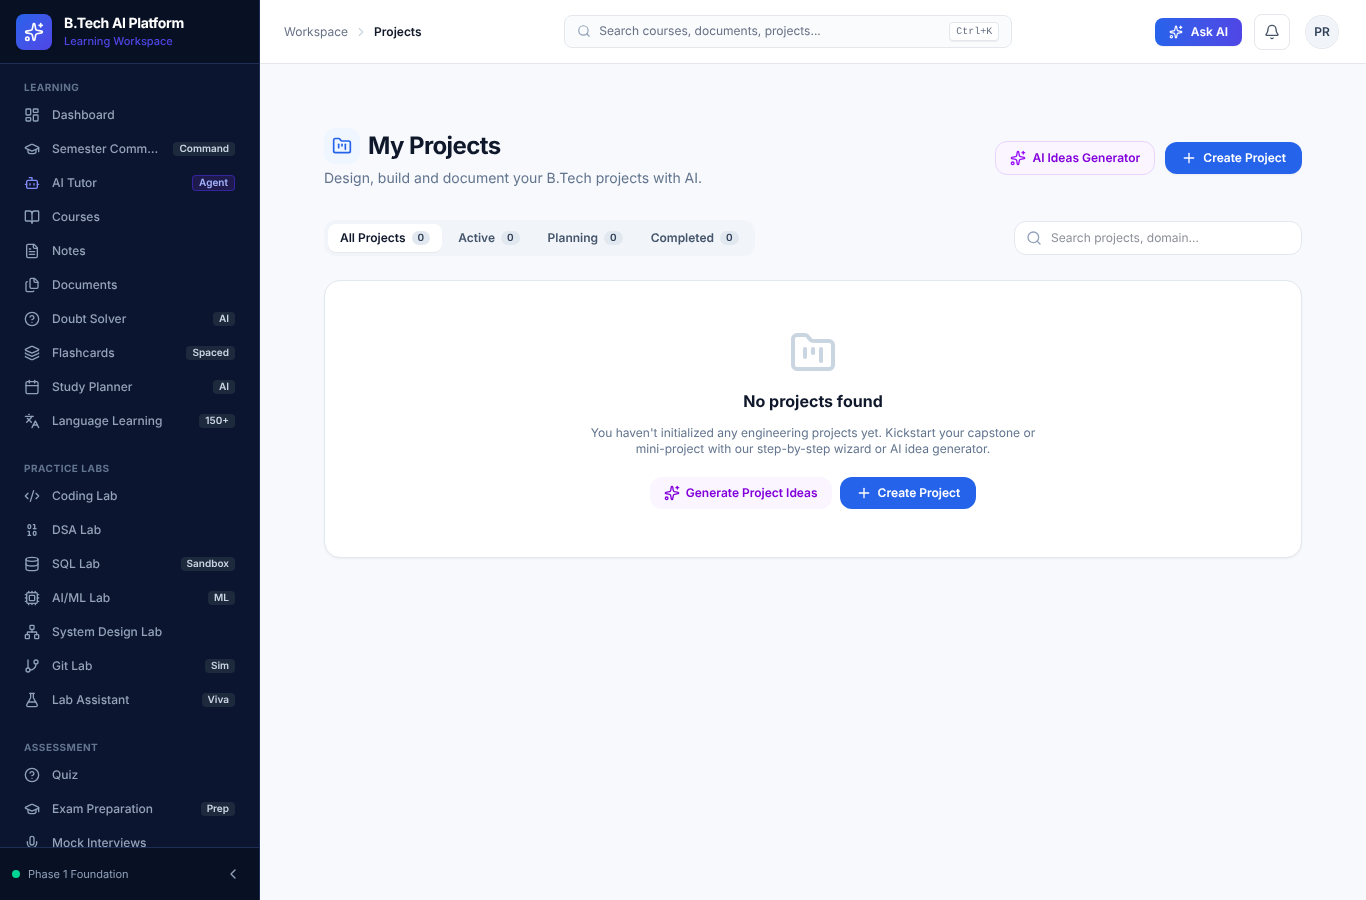 B.Tech AI Platform
Learning Workspace
Workspace
Projects
Search courses, documents, projects...
Ctrl+K
Ask AI
PR
LEARNING
Dashboard
Semester Comm...
Command
AI Tutor
Agent
Courses
Notes
Documents
Doubt Solver
AI
Flashcards
Spaced
Study Planner
AI
Language Learning
150+
PRACTICE LABS
Coding Lab
DSA Lab
SQL Lab
Sandbox
AI/ML Lab
ML
System Design Lab
Git Lab
Sim
Lab Assistant
Viva
ASSESSMENT
Quiz
Exam Preparation
Prep
Mock Interviews
Phase 1 Foundation
My Projects
Design, build and document your B.Tech projects with AI.
AI Ideas Generator
Create Project
All Projects 0
Active 0
Planning 0
Completed 0
Search projects, domain...
No projects found
You haven't initialized any engineering projects yet. Kickstart your capstone or
mini-project with our step-by-step wizard or AI idea generator.
Generate Project Ideas
Create Project